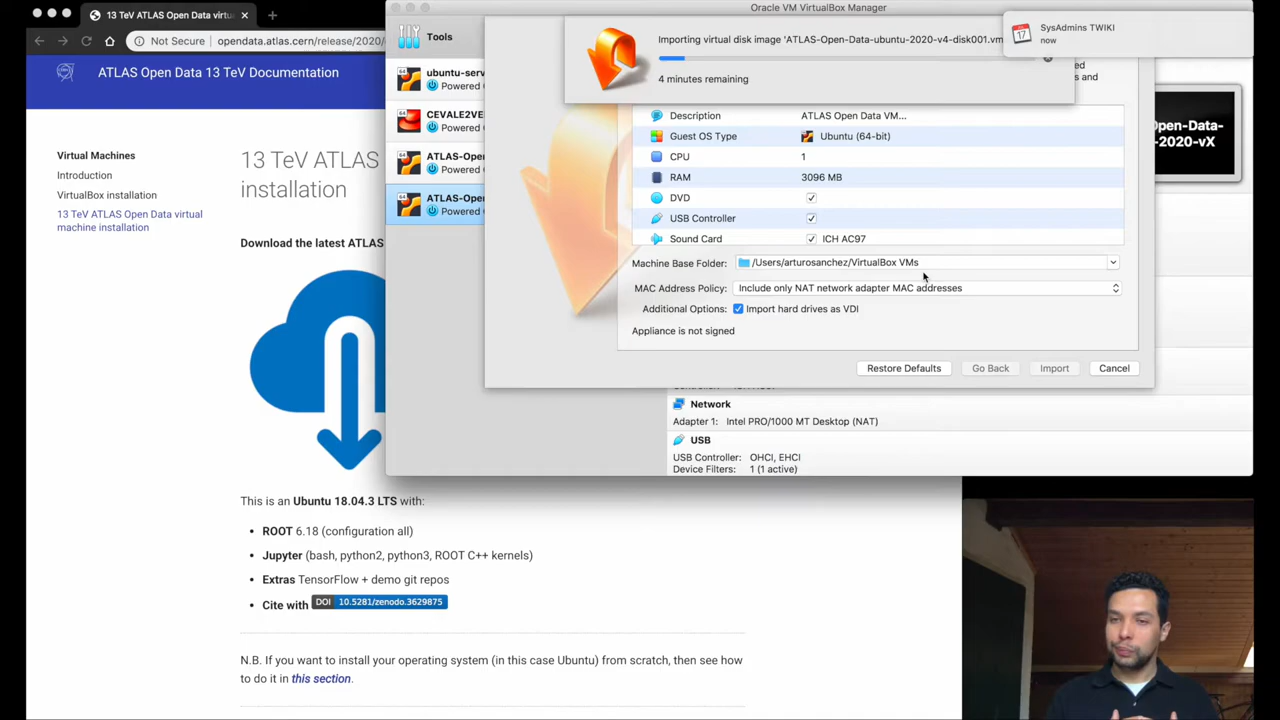 13 TeV ATLAS Open Data virtu
Not Secure
opendata.atlas.cern/release/2020/
ATLAS Open Data 13 TeV Documentation
Virtual Machines
Introduction
VirtualBox installation
13 TeV ATLAS Open Data virtual
machine installation
13 TeV ATLAS
installation
Download the latest ATLAS
This is an Ubuntu 18.04.3 LTS with:
ROOT 6.18 (configuration all)
Jupyter (bash, python2, python3, ROOT C++ kernels)
Extras TensorFlow + demo git repos
Cite with DOI 10.5281/zenodo.3629875
N.B. If you want to install your operating system (in this case Ubuntu) from scratch, then see how
to do it in this section.
Oracle VM VirtualBox Manager
Tools
64
ubuntu-serv
Powered
64
CEVALE2VE
Powered
64
ATLAS-Ope
Powered
64
ATLAS-Ope
Powered
Importing virtual disk image 'ATLAS-Open-Data-ubuntu-2020-v4-disk001.vm
4 minutes remaining
17
SysAdmins TWIKI
now
ed
s and
Open-Data-
-2020-vX
Description ATLAS Open Data VM...
Guest OS Type Ubuntu (64-bit)
CPU 1
RAM 3096 MB
DVD
USB Controller
Sound Card ICH AC97
Machine Base Folder: /Users/arturosanchez/VirtualBox VMs
MAC Address Policy: Include only NAT network adapter MAC addresses
Additional Options: Import hard drives as VDI
Appliance is not signed
Restore Defaults Go Back Import Cancel
Network
Adapter 1: Intel PRO/1000 MT Desktop (NAT)
USB
USB Controller: OHCI, EHCI
Device Filters: 1 (1 active)